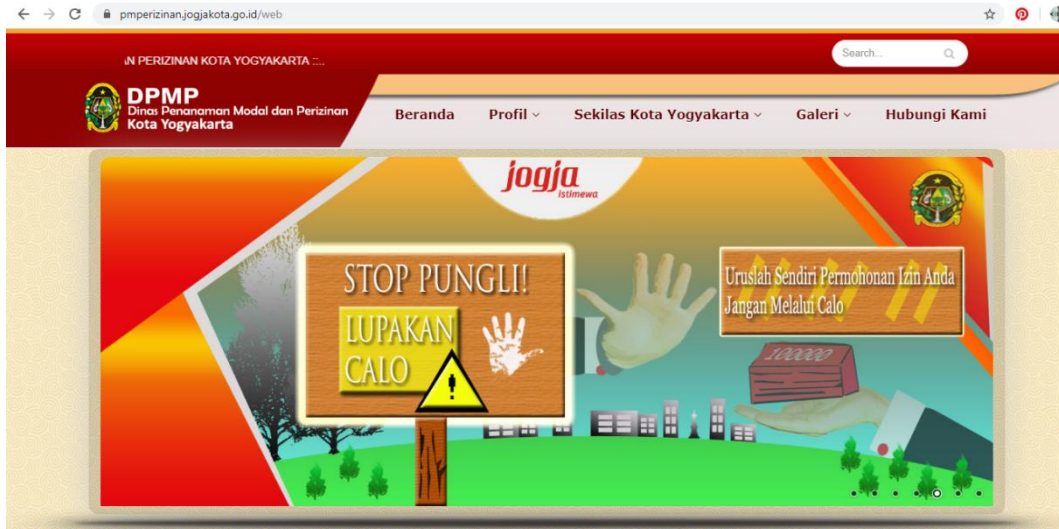 pmperizinan.jogjakota.go.id/web
N PERIZINAN KOTA YOGYAKARTA ::...
Search...
DPMP
Dinas Penanaman Modal dan Perizinan
Kota Yogyakarta
Beranda Profil Sekilas Kota Yogyakarta Galeri Hubungi Kami
jogja
istimewa
STOP PUNGLI!
LUPAKAN
CALO
!
Uruslah Sendiri Permohonan Izin Anda
Jangan Melalui Calo
100000